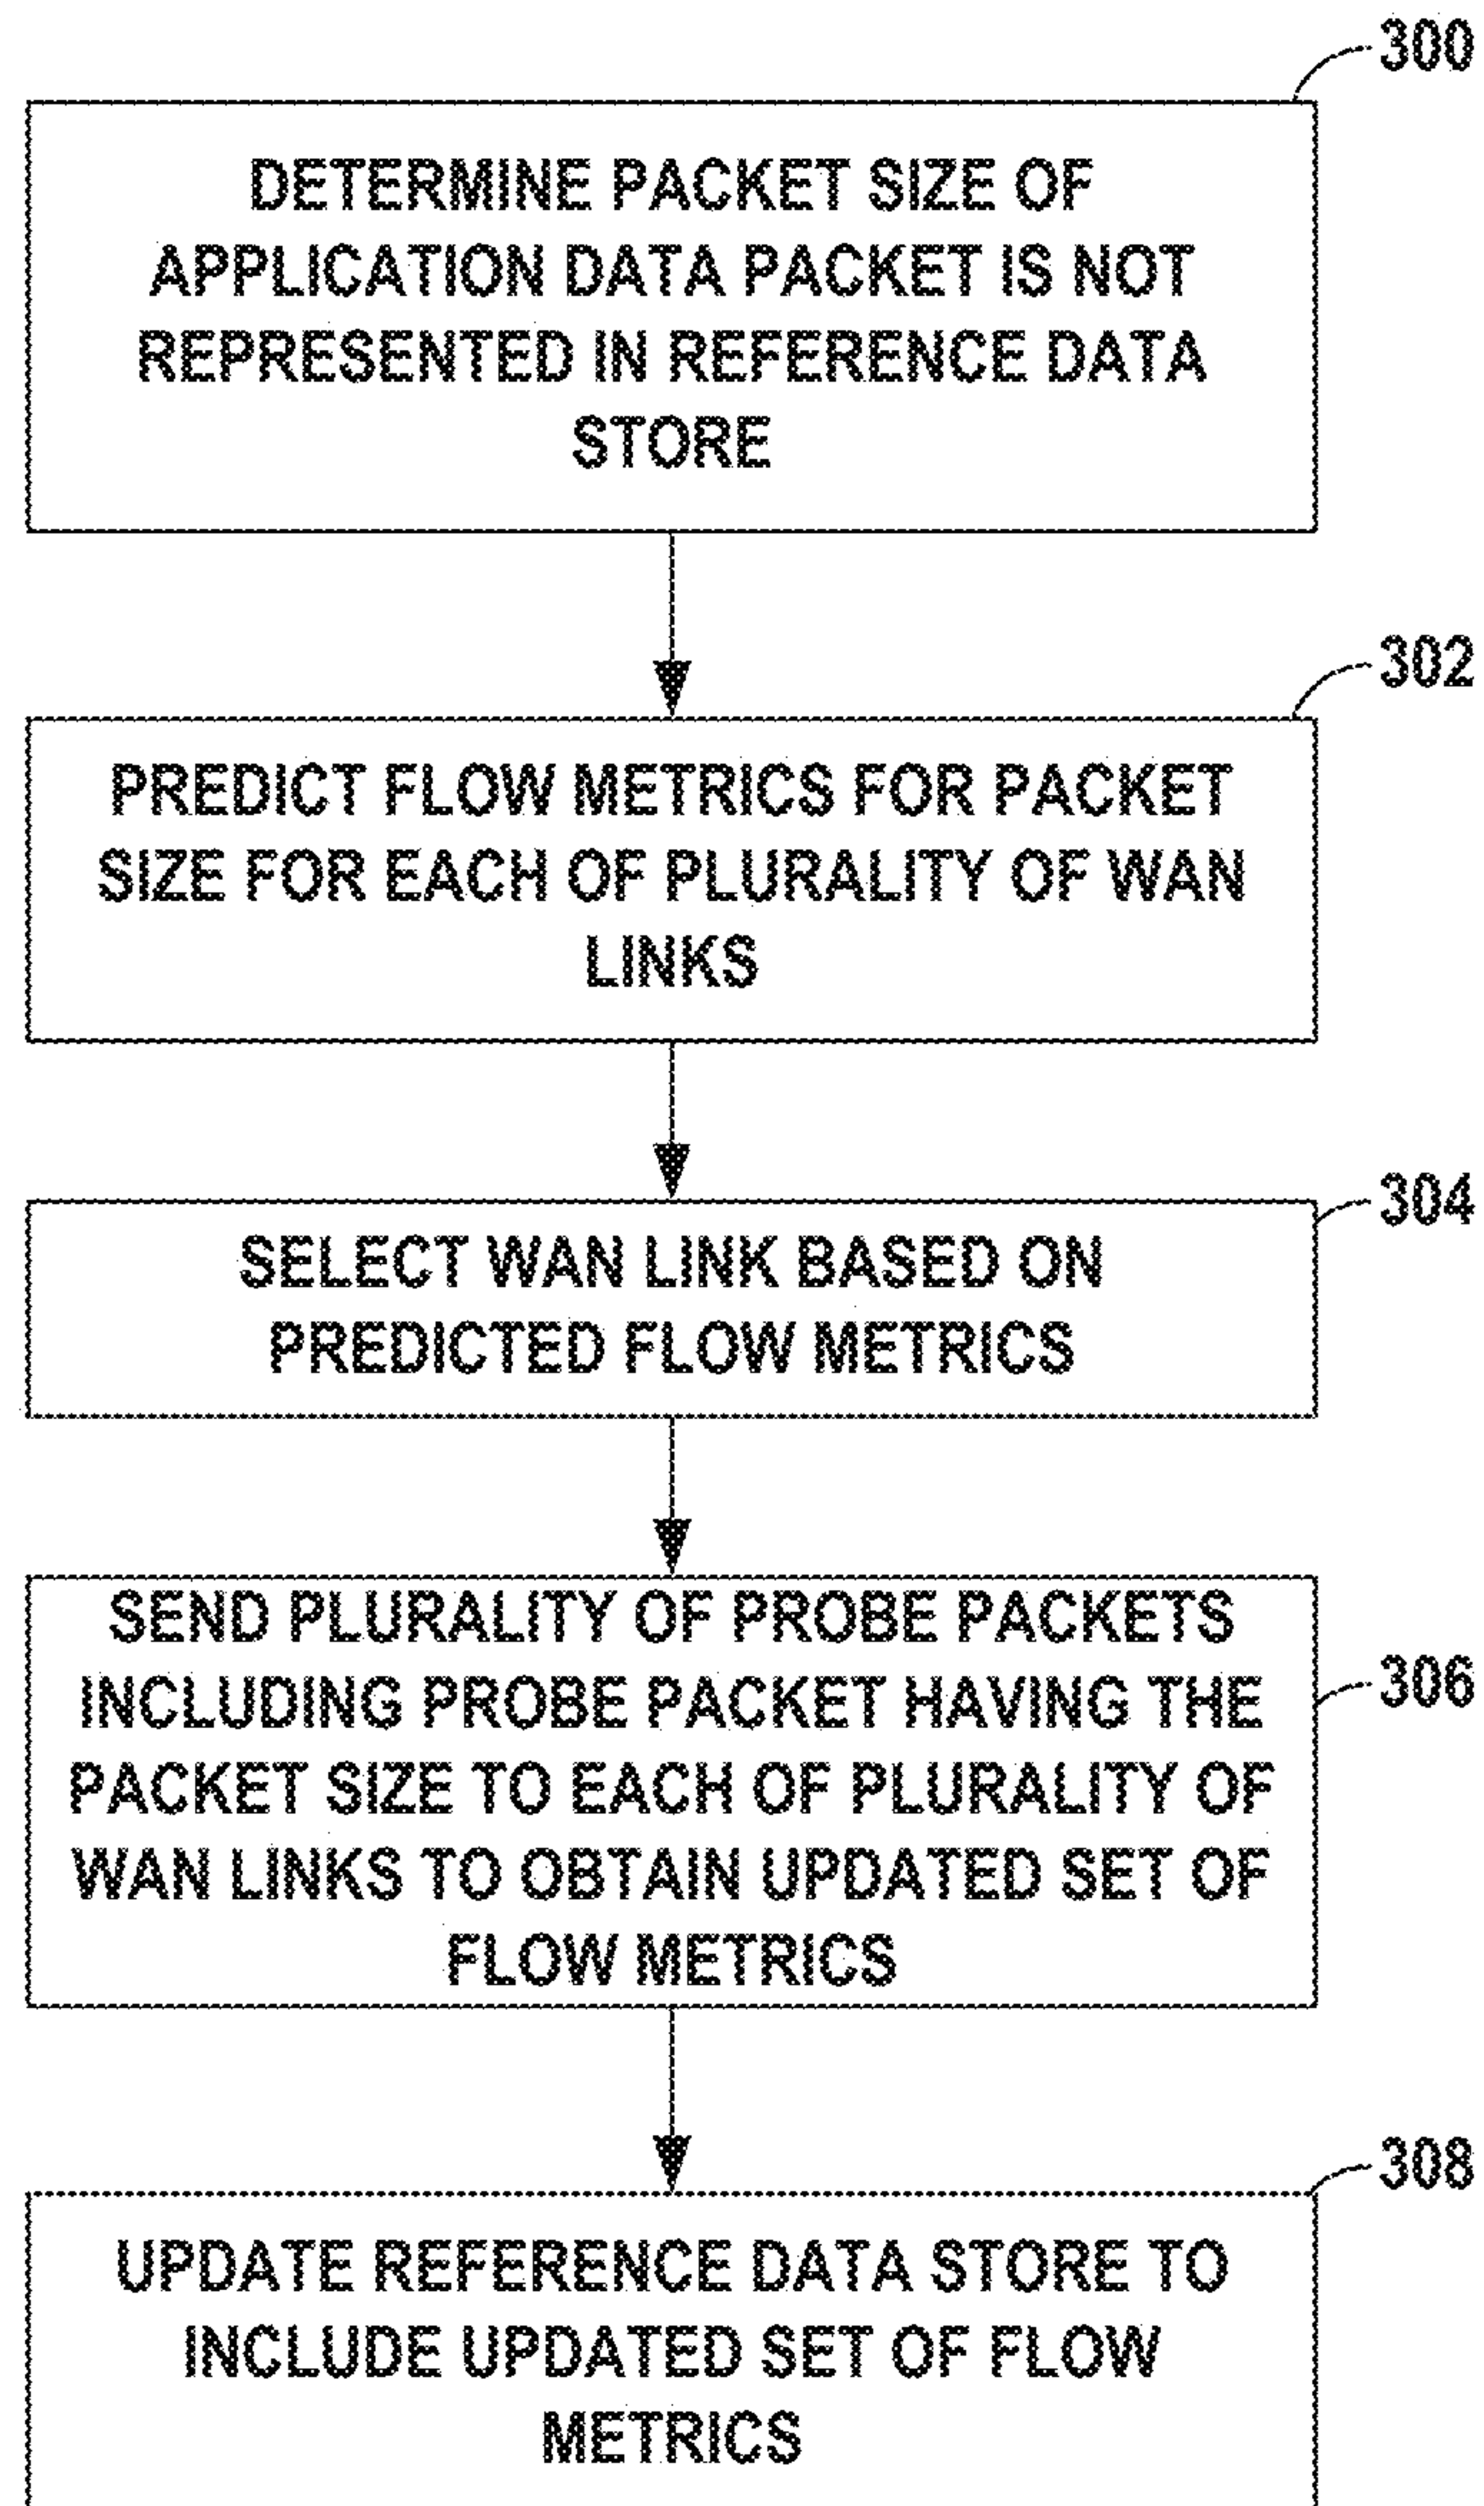 300
DETERMINE PACKET SIZE OF
APPLICATION DATA PACKET IS NOT
REPRESENTED IN REFERENCE DATA
STORE
302
PREDICT FLOW METRICS FOR PACKET
SIZE FOR EACH OF PLURALITY OF WAN
LINKS
304
SELECT WAN LINK BASED ON
PREDICTED FLOW METRICS
306
SEND PLURALITY OF PROBE PACKETS
INCLUDING PROBE PACKET HAVING THE
PACKET SIZE TO EACH OF PLURALITY OF
WAN LINKS TO OBTAIN UPDATED SET OF
FLOW METRICS
308
UPDATE REFERENCE DATA STORE TO
INCLUDE UPDATED SET OF FLOW
METRICS